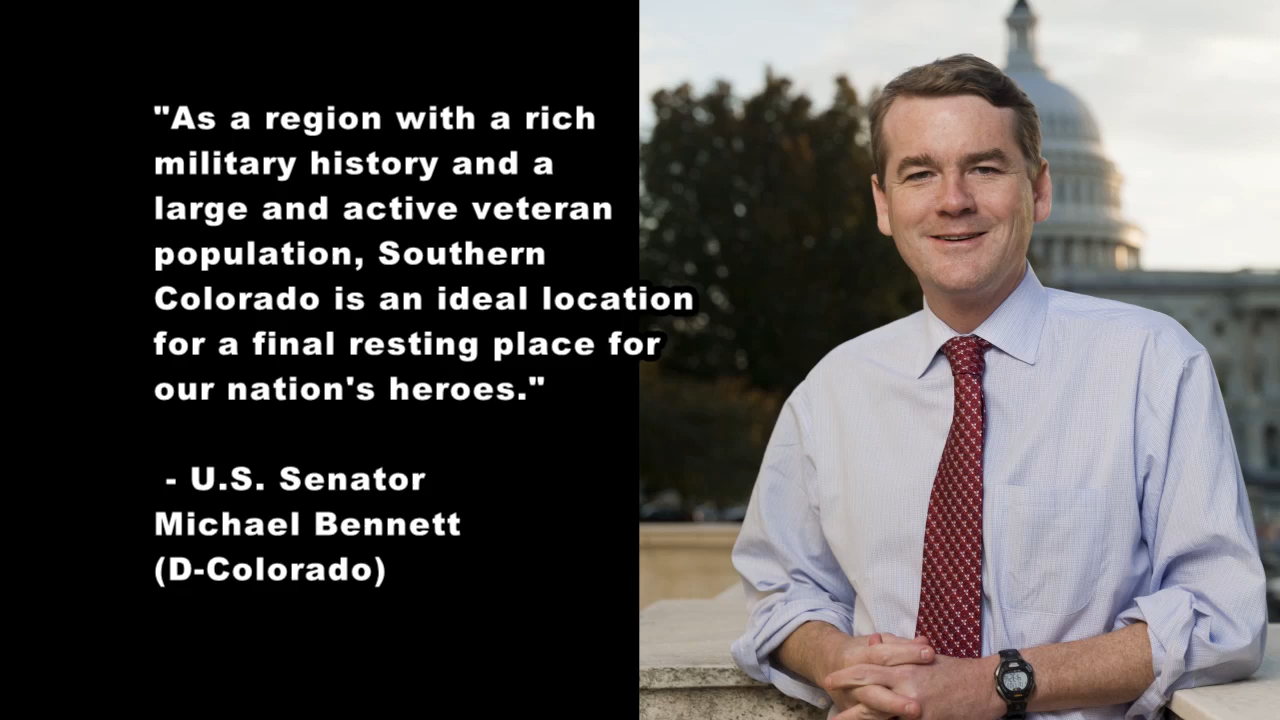 "As a region with a rich
military history and a
large and active veteran
population, Southern
Colorado is an ideal location
for a final resting place for
our nation's heroes."
- U.S. Senator
Michael Bennett
(D-Colorado)